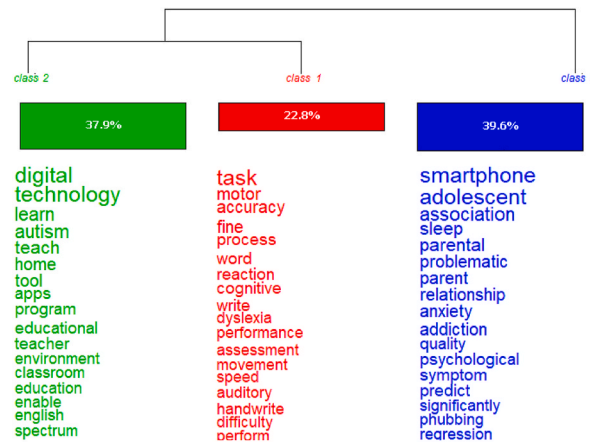 class 2
class 1
class
37.9%
22.8%
39.6%
digital
technology
learn
autism
teach
home
tool
apps
program
educational
teacher
environment
classroom
education
enable
english
spectrum
task
motor
accuracy
fine
process
word
reaction
cognitive
write
dyslexia
performance
assessment
movement
speed
auditory
handwrite
difficulty
perform
smartphone
adolescent
association
sleep
parental
problematic
parent
relationship
anxiety
addiction
quality
psychological
symptom
predict
significantly
phubbing
regression